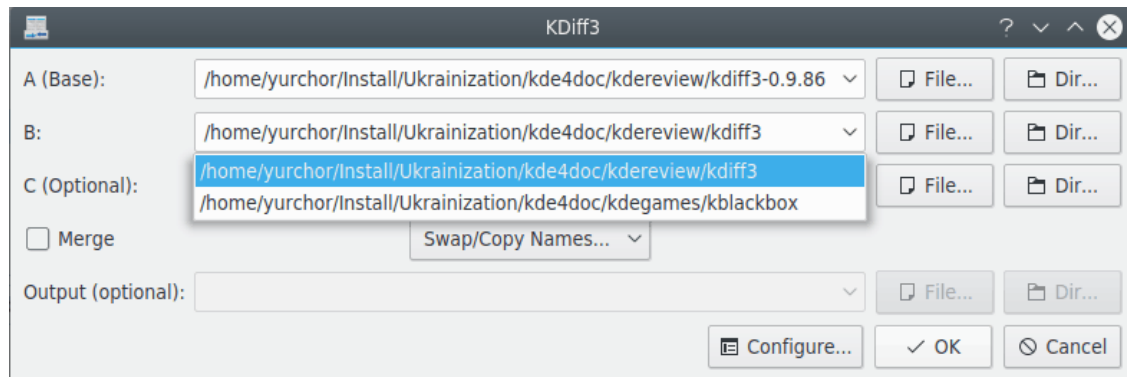 KDiff3
A (Base): /home/yurchor/Install/Ukrainization/kde4doc/kdereview/kdiff3-0.9.86 File... Dir...
B: /home/yurchor/Install/Ukrainization/kde4doc/kdereview/kdiff3 File... Dir...
/home/yurchor/Install/Ukrainization/kde4doc/kdereview/kdiff3
C (Optional): File... Dir...
/home/yurchor/Install/Ukrainization/kde4doc/kdegames/kblackbox
Merge Swap/Copy Names...
Output (optional): File... Dir...
Configure... OK Cancel